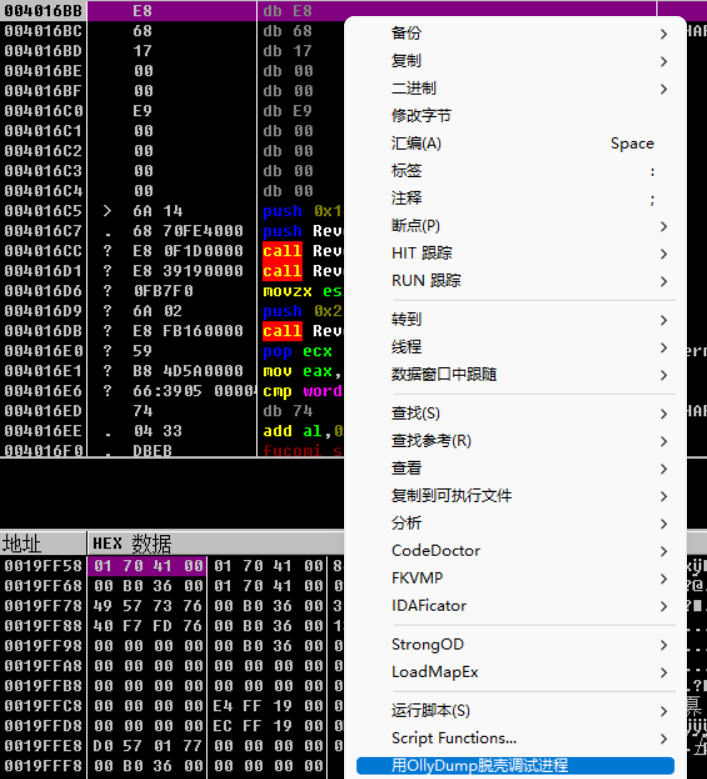 004016BB E8 db E8
004016BC 68 db 68
004016BD 17 db 17
004016BE 00 db 00
004016BF 00 db 00
004016C0 E9 db E9
004016C1 00 db 00
004016C2 00 db 00
004016C3 00 db 00
004016C4 00 db 00
004016C5 > 6A 14 push 0x1
004016C7 . 68 70FE4000 push Rev
004016CC ? E8 0F1D0000 call Rev
004016D1 ? E8 39190000 call Rev
004016D6 ? 0FB7F0 movzx es
004016D9 ? 6A 02 push 0x2
004016DB ? E8 FB160000 call Rev
004016E0 ? 59 pop ecx
004016E1 ? B8 4D5A0000 mov eax,
004016E6 ? 66:3905 0000 cmp word
004016ED 74 db 74
004016EE . 04 33 add al,0
004016F0 . DBEB fucomi s
备份
复制
二进制
修改字节
汇编(A) Space
标签 :
注释 ;
断点(P)
HIT 跟踪
RUN 跟踪
转到
线程
数据窗口中跟随
查找(S)
查找参考(R)
查看
复制到可执行文件
分析
CodeDoctor
FKVMP
IDAFicator
StrongOD
LoadMapEx
运行脚本(S)
Script Functions...
用OllyDump脱壳调试进程
地址 HEX 数据
0019FF58 01 70 41 00 01 70 41 00 8
0019FF68 00 B0 36 00 01 70 41 00 0
0019FF78 49 57 73 76 00 B0 36 00 3
0019FF88 40 F7 FD 76 00 B0 36 00 1
0019FF98 00 00 00 00 00 B0 36 00 0
0019FFA8 00 00 00 00 00 00 00 00 0
0019FFB8 00 00 00 00 00 00 00 00 0
0019FFC8 00 00 00 00 E4 FF 19 00 0
0019FFD8 00 00 00 00 EC FF 19 00 0
0019FFE8 D0 57 01 77 00 00 00 00 0
0019FFF8 00 B0 36 00 00 00 00 00